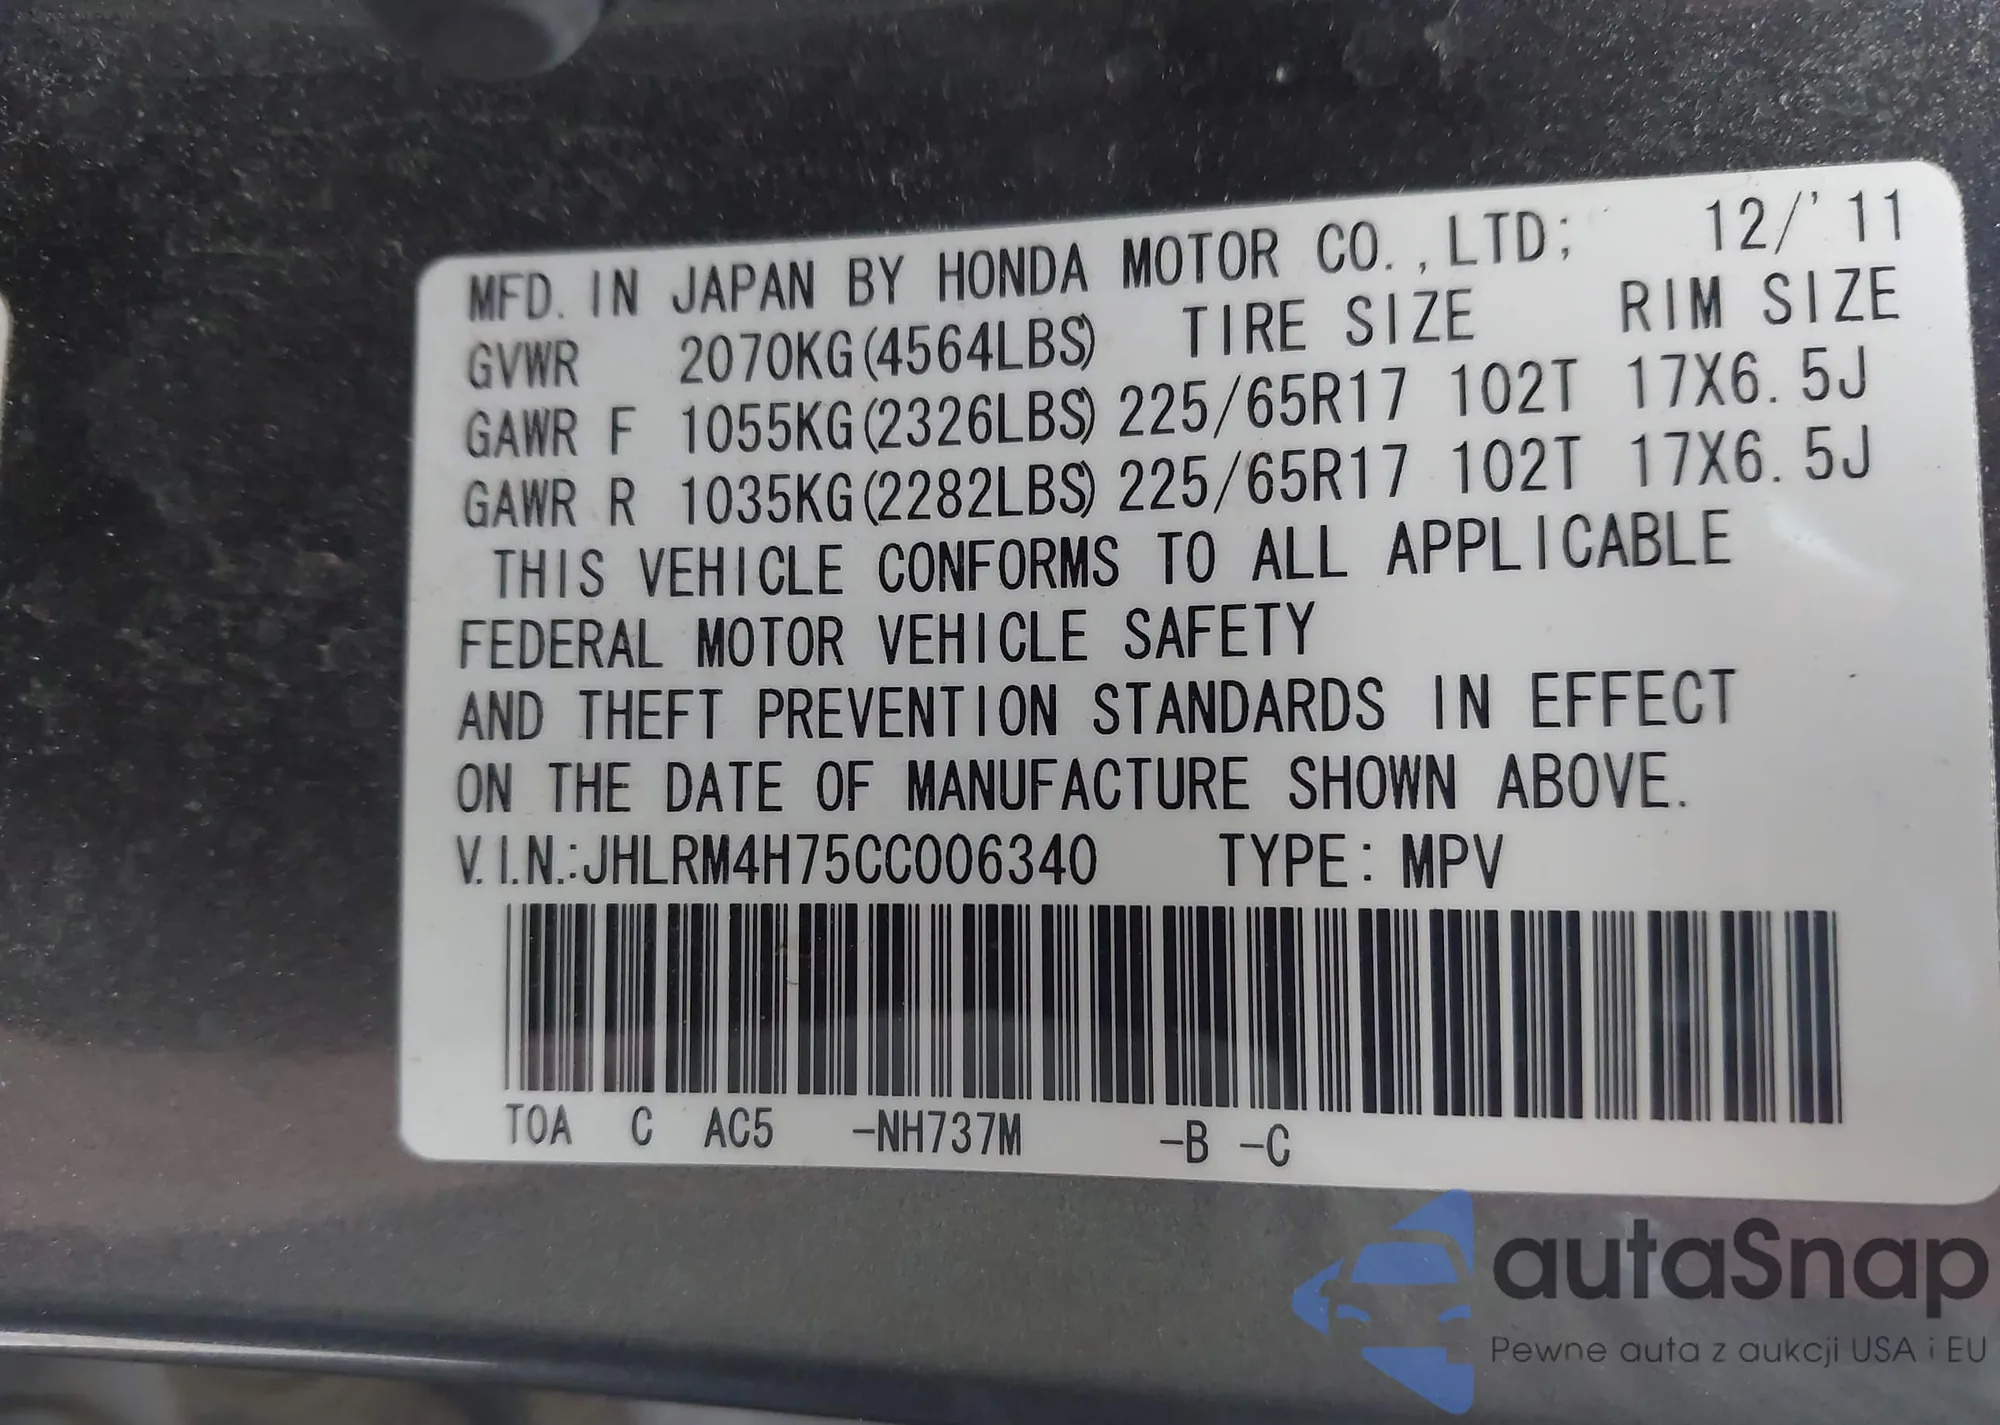 MFD. IN JAPAN BY HONDA MOTOR CO.,LTD; 12/'11
GVWR 2070KG(4564LBS) TIRE SIZE RIM SIZE
GAWR F 1055KG(2326LBS) 225/65R17 102T 17X6.5J
GAWR R 1035KG(2282LBS) 225/65R17 102T 17X6.5J
THIS VEHICLE CONFORMS TO ALL APPLICABLE
FEDERAL MOTOR VEHICLE SAFETY
AND THEFT PREVENTION STANDARDS IN EFFECT
ON THE DATE OF MANUFACTURE SHOWN ABOVE.
V.I.N.:JHLRM4H75CC006340 TYPE: MPV
TOA C AC5 -NH737M -B -C
autaSnap
Pewne auta z aukcji USA i EU